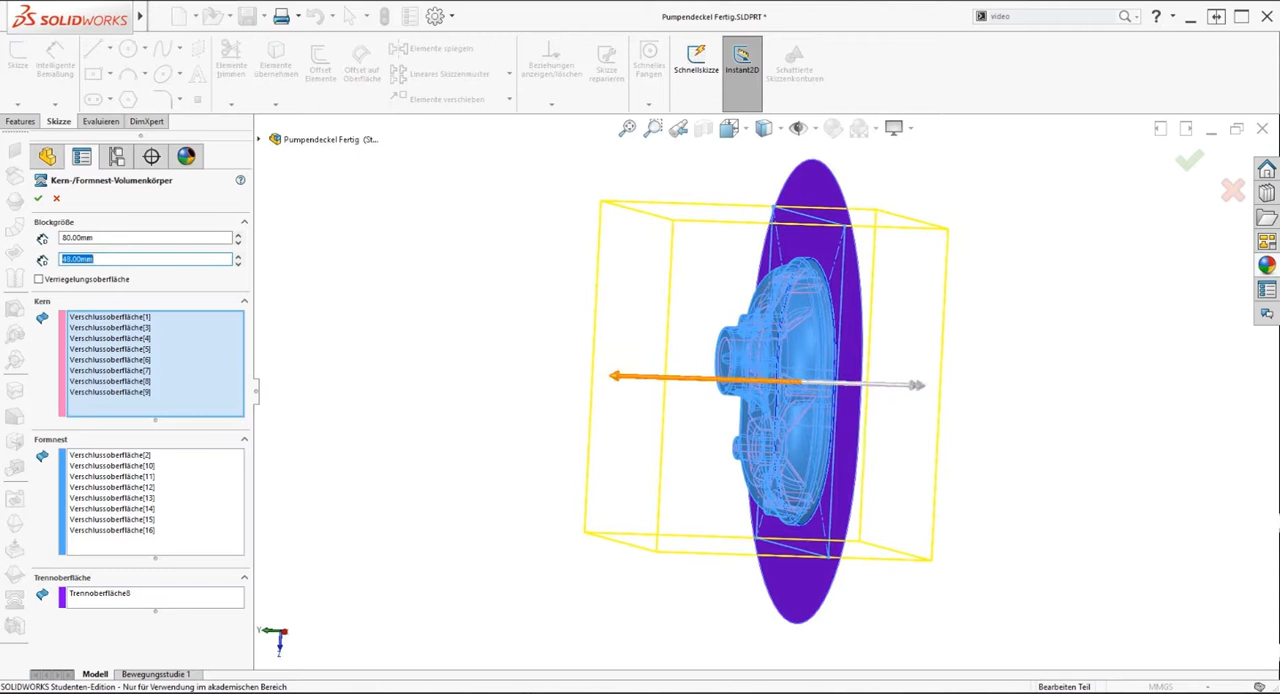 SOLIDWORKS
Pumpendeckel Fertig.SLDPRT *
video
Skizze
Intelligente
Bemaßung
Elemente
trimmen
Elemente
übernehmen
Offset
Elemente
Offset auf
Oberfläche
Elemente spiegeln
Lineares Skizzenmuster
Elemente verschieben
Beziehungen
anzeigen/löschen
Skizze
reparieren
Schnelles
Fangen
Schnellskizze
Instant2D
Schattierte
Skizzenkonturen
Features
Skizze
Evaluieren
DimXpert
Pumpendeckel Fertig (St...
Kern-/Formnest-Volumenkörper
Blockgröße
80.00mm
48.00mm
Verriegelungsoberfläche
Kern
Verschlussoberfläche[1]
Verschlussoberfläche[3]
Verschlussoberfläche[4]
Verschlussoberfläche[5]
Verschlussoberfläche[6]
Verschlussoberfläche[7]
Verschlussoberfläche[8]
Verschlussoberfläche[9]
Formnest
Verschlussoberfläche[2]
Verschlussoberfläche[10]
Verschlussoberfläche[11]
Verschlussoberfläche[12]
Verschlussoberfläche[13]
Verschlussoberfläche[14]
Verschlussoberfläche[15]
Verschlussoberfläche[16]
Trennoberfläche
Trennoberfläche8
Y
Z
Modell
Bewegungsstudie 1
SOLIDWORKS Studenten-Edition - Nur für Verwendung im akademischen Bereich
Bearbeiten Teil
MMGS